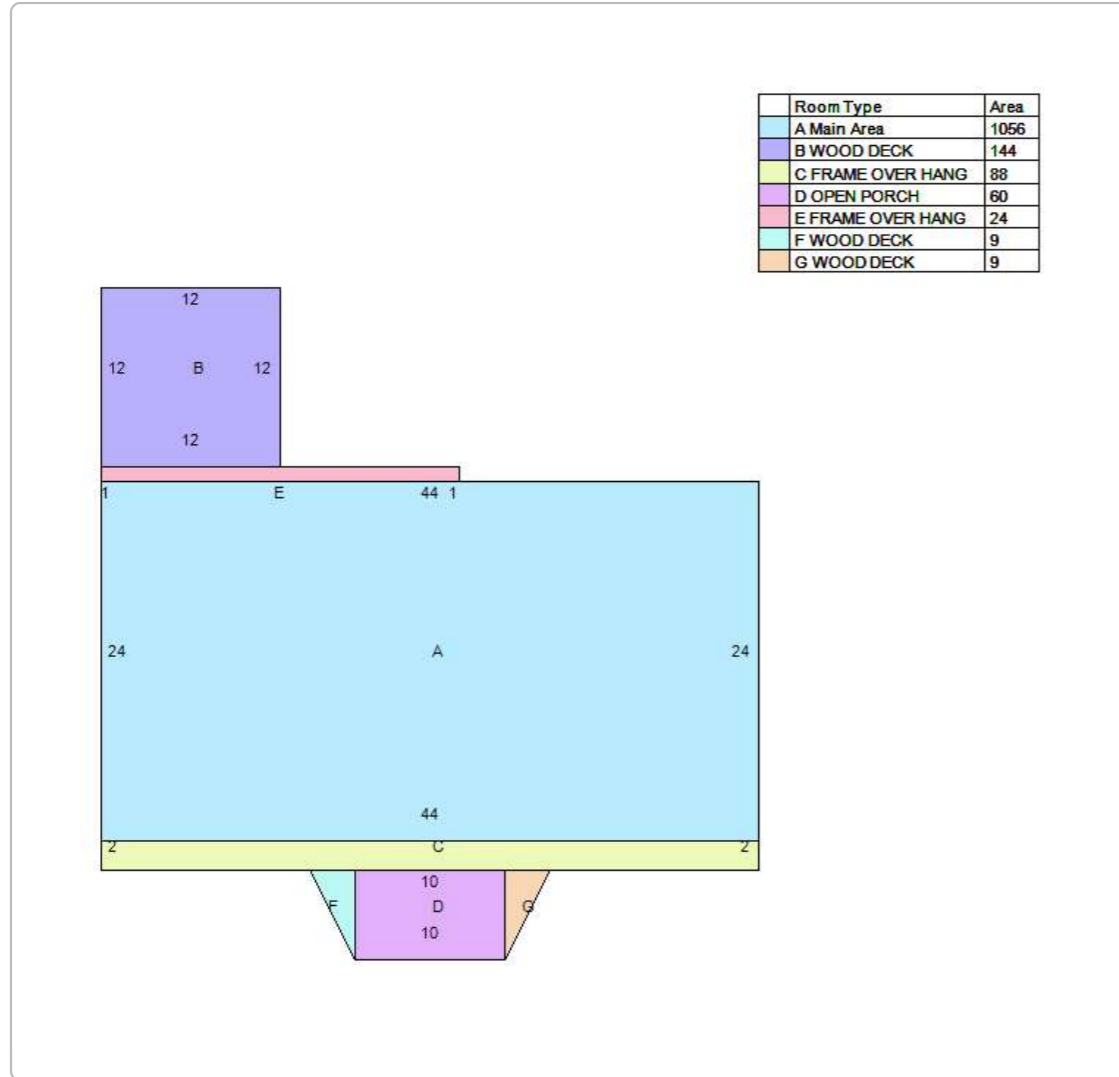 Room Type Area
A Main Area 1056
B WOOD DECK 144
C FRAME OVER HANG 88
D OPEN PORCH 60
E FRAME OVER HANG 24
F WOOD DECK 9
G WOOD DECK 9
12
12 B 12
12
1 E 44 1
24 A 24
44
2 C 2
10
F D G
10